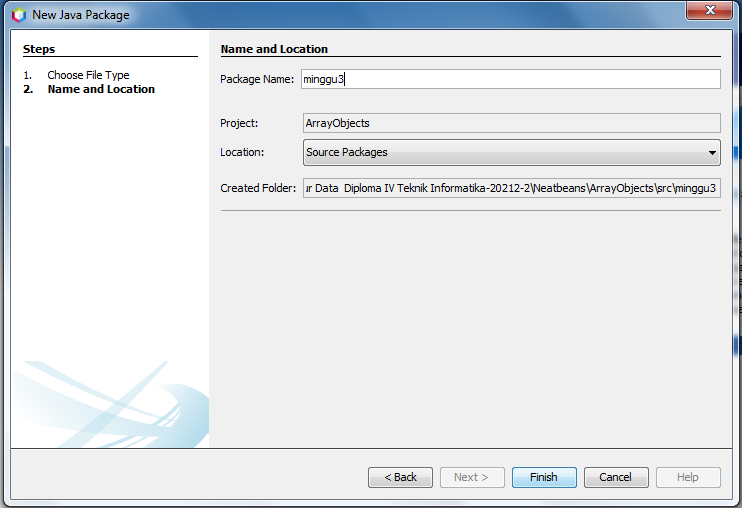 New Java Package
Steps
1. Choose File Type
2. Name and Location
Name and Location
Package Name: minggu3
Project: ArrayObjects
Location: Source Packages
Created Folder: ur Data  Diploma IV Teknik Informatika-20212-2\Neatbeans\ArrayObjects\src\minggu3
< Back
Next >
Finish
Cancel
Help